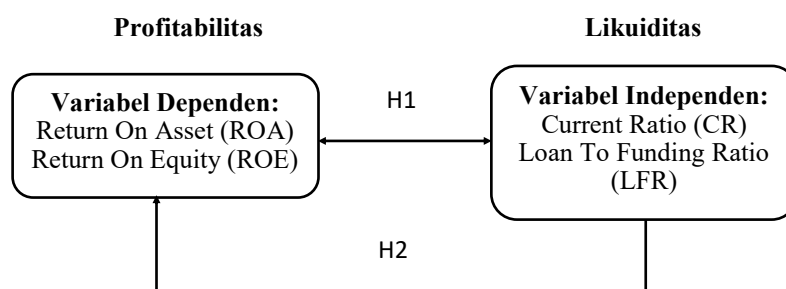 Profitabilitas
Likuiditas
Variabel Dependen:
Return On Asset (ROA)
Return On Equity (ROE)
H1
Variabel Independen:
Current Ratio (CR)
Loan To Funding Ratio
(LFR)
H2